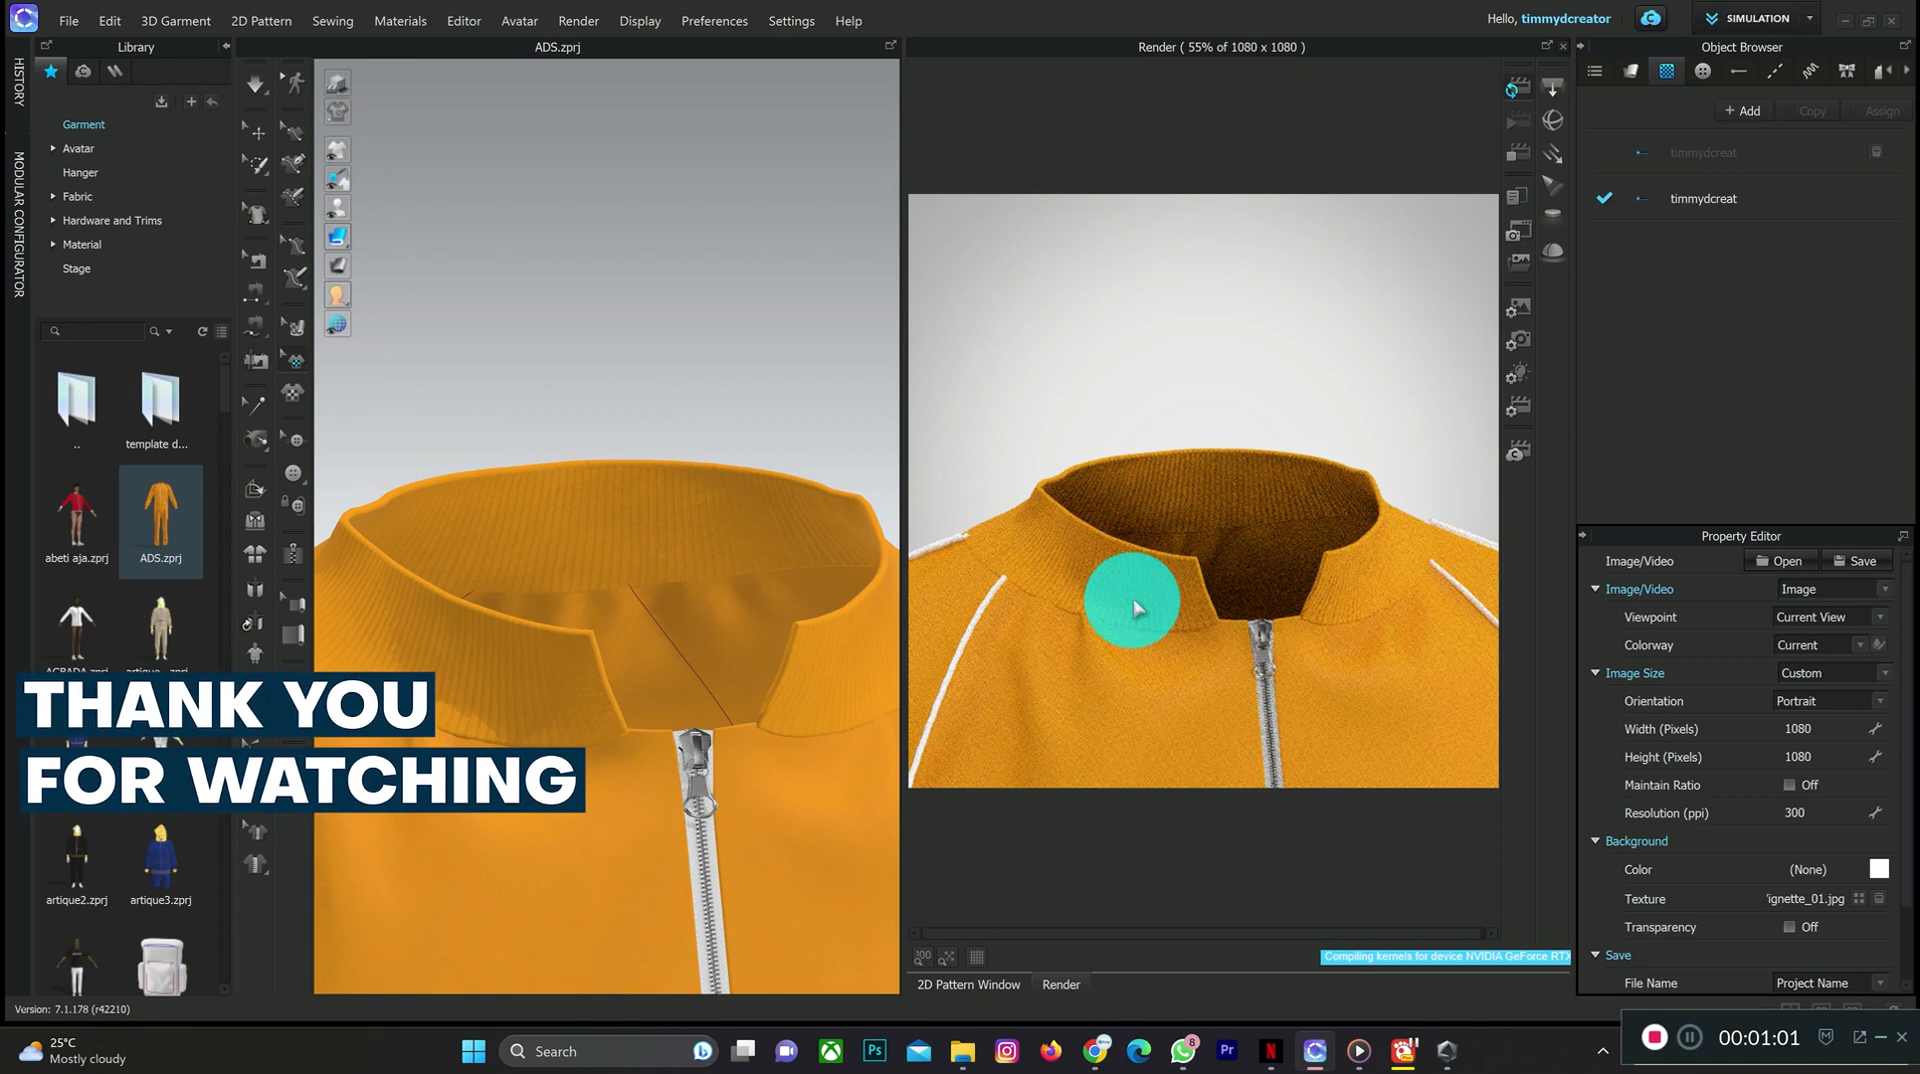 File Edit 3D Garment 2D Pattern Sewing Materials Editor Avatar Render Display Preferences Settings Help
Hello, timmydcreator
SIMULATION
HISTORY
MODULAR CONFIGURATOR
Library
ADS.zprj
Render ( 55% of 1080 x 1080 )
Object Browser
Garment
Avatar
Hanger
Fabric
Hardware and Trims
Material
Stage
+ Add Copy Assign
timmydcreat
timmydcreat
..
template d...
abeti aja.zprj
ADS.zprj
artique2.zprj
artique3.zprj
THANK YOU
FOR WATCHING
Property Editor
Image/Video Open Save
Image/Video Image
Viewpoint Current View
Colorway Current
Image Size Custom
Orientation Portrait
Width (Pixels) 1080
Height (Pixels) 1080
Maintain Ratio Off
Resolution (ppi) 300
Background
Color (None)
Texture 'ignette_01.jpg
Transparency Off
Save
File Name Project Name
100
Compiling kernels for device NVIDIA GeForce RTX
2D Pattern Window Render
Version: 7.1.178 (r42210)
25°C
Mostly cloudy
Search
Ps
8
Pr
N
00:01:01